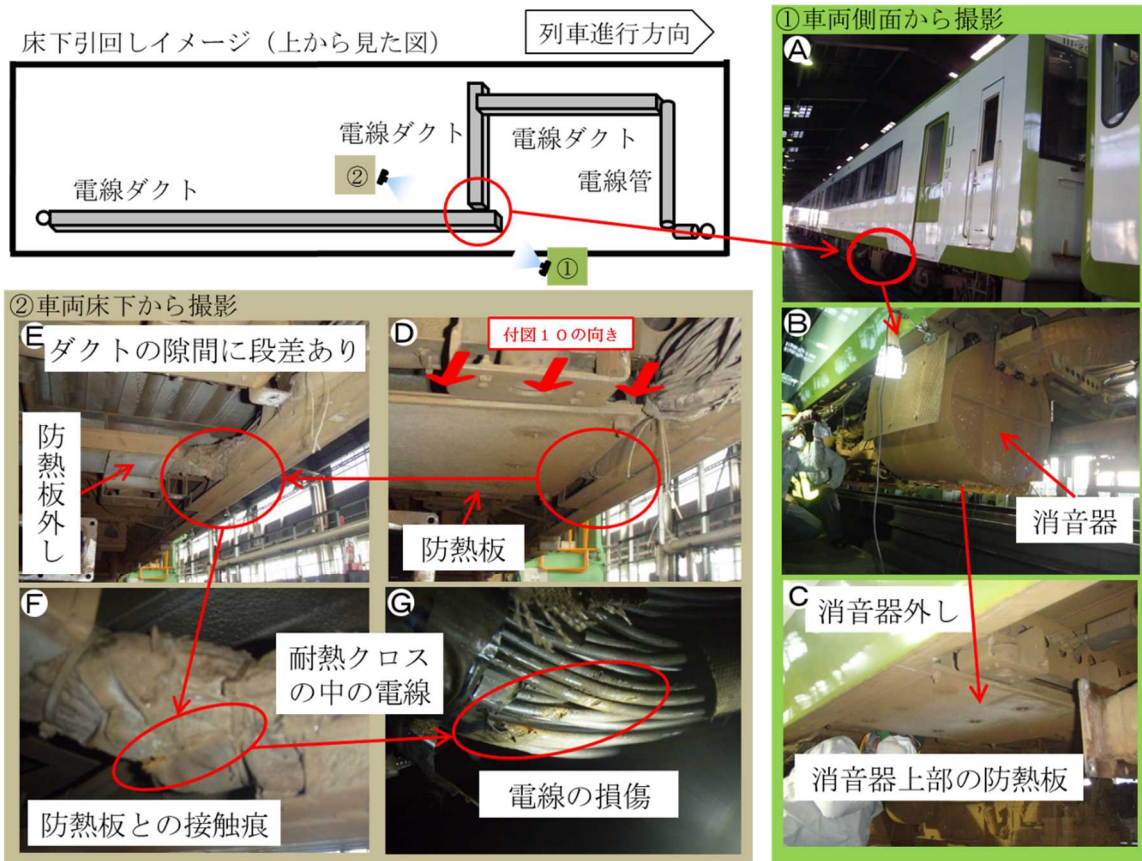 床下引回しイメージ（上から見た図）
列車進行方向
電線ダクト
電線ダクト
電線ダクト
電線管
②
①
①車両側面から撮影
A
B
消音器
C
消音器外し
消音器上部の防熱板
②車両床下から撮影
E
ダクトの隙間に段差あり
防熱板外し
D
付図１０の向き
防熱板
F
耐熱クロス
の中の電線
防熱板との接触痕
G
電線の損傷